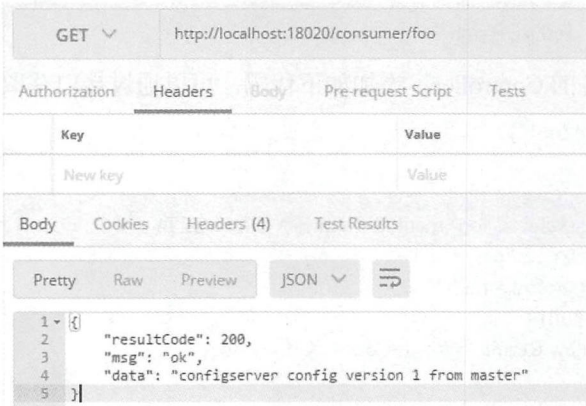 GET http://localhost:18020/consumer/foo
Authorization Headers Body Pre-request Script Tests
Key Value
New key Value
Body Cookies Headers (4) Test Results
Pretty Raw Preview JSON
1 {
2 "resultCode": 200,
3 "msg": "ok",
4 "data": "configserver config version 1 from master"
5 }